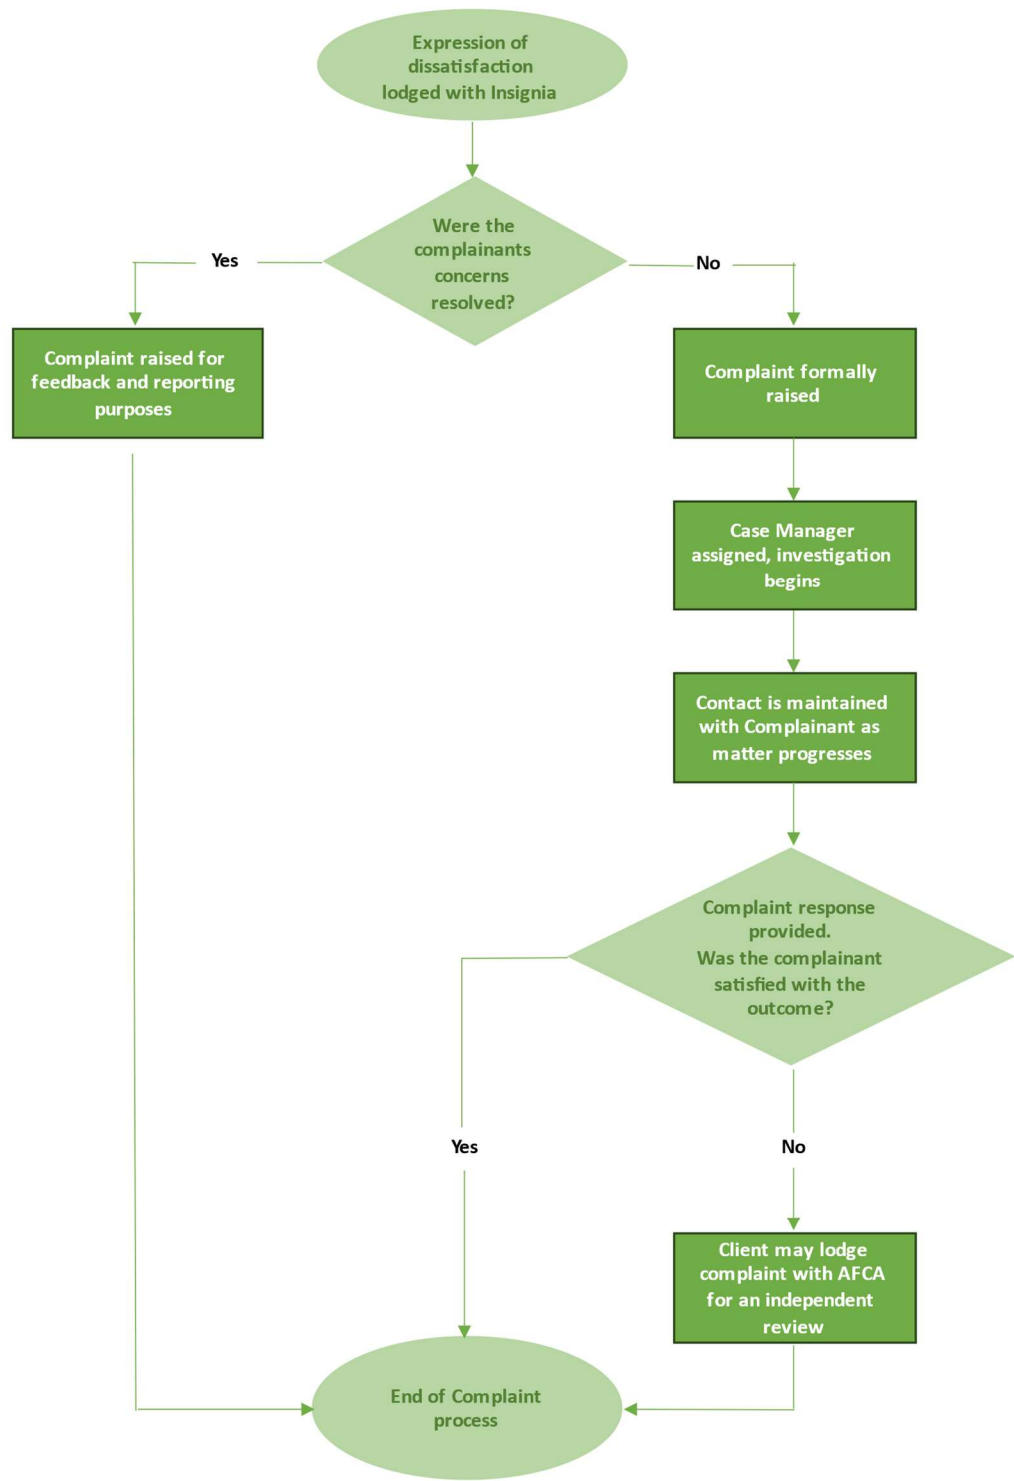 Expression of
dissatisfaction
lodged with Insignia
Were the
complainants
concerns
resolved?
Yes
No
Complaint raised for
feedback and reporting
purposes
Complaint formally
raised
Case Manager
assigned, investigation
begins
Contact is maintained
with Complainant as
matter progresses
Complaint response
provided.
Was the complainant
satisfied with the
outcome?
Yes
No
Client may lodge
complaint with AFCA
for an independent
review
End of Complaint
process